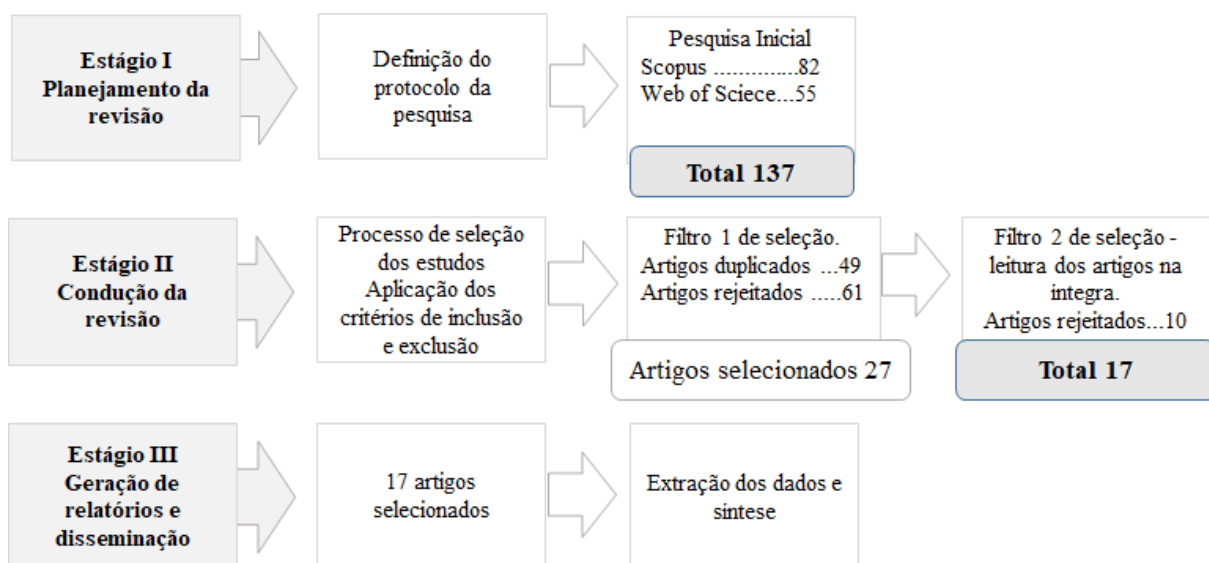 Estágio I
Planejamento da
revisão
Definição do
protocolo da
pesquisa
Pesquisa Inicial
Scopus .............82
Web of Sciece...55
Total 137
Estágio II
Condução da
revisão
Processo de seleção
dos estudos
Aplicação dos
critérios de inclusão
e exclusão
Filtro 1 de seleção.
Artigos duplicados ...49
Artigos rejeitados .....61
Artigos selecionados 27
Filtro 2 de seleção -
leitura dos artigos na
integra.
Artigos rejeitados...10
Total 17
Estágio III
Geração de
relatórios e
disseminação
17 artigos
selecionados
Extração dos dados e
sintese